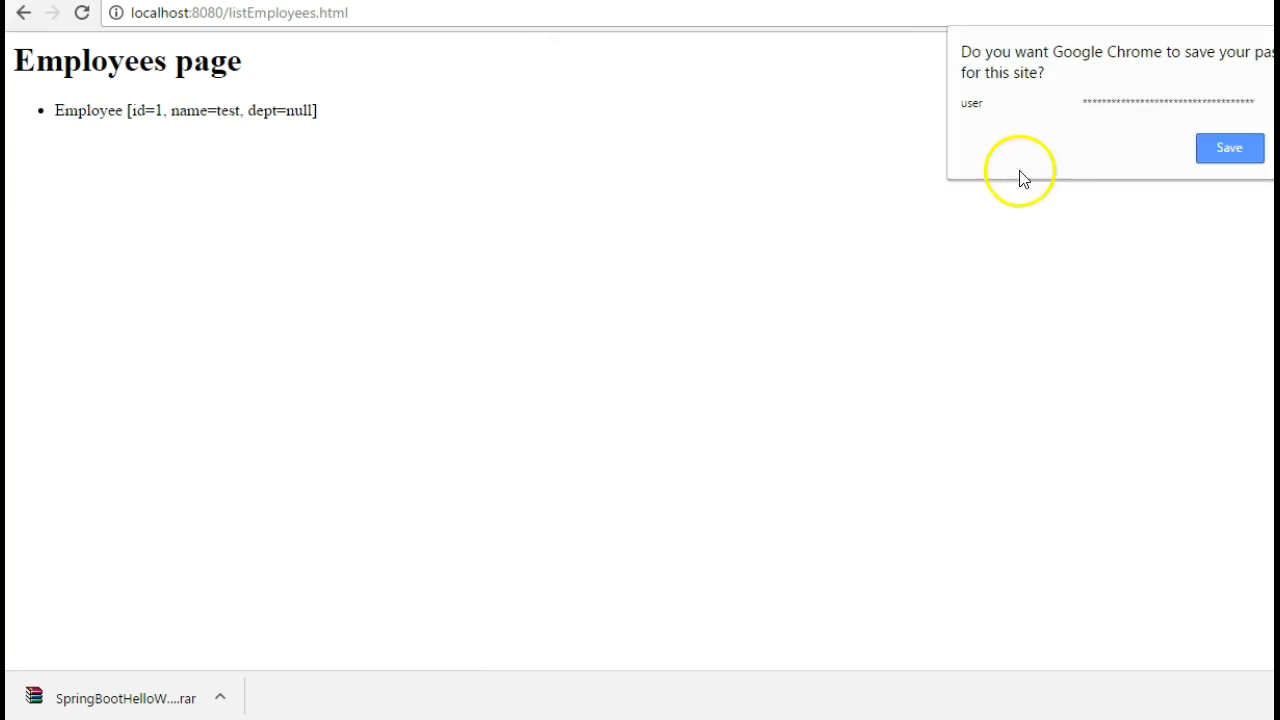 localhost:8080/listEmployees.html
Employees page
Employee [id=1, name=test, dept=null]
Do you want Google Chrome to save your pas
for this site?
user ************************************
Save
SpringBootHelloW....rar